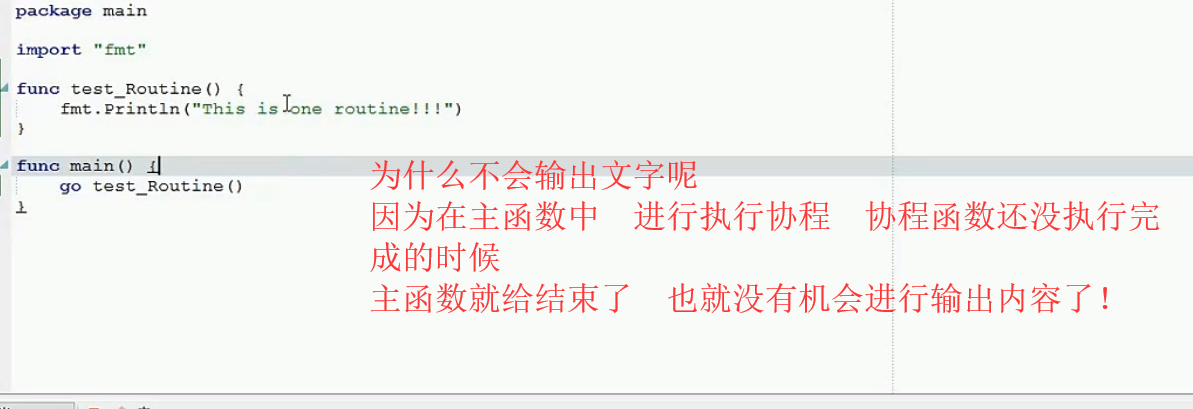 package main
import "fmt"
func test_Routine() {
fmt.Println("This is one routine!!!")
}
func main() {
go test_Routine()
}
为什么不会输出文字呢
因为在主函数中 进行执行协程 协程函数还没执行完
成的时候
主函数就给结束了 也就没有机会进行输出内容了！